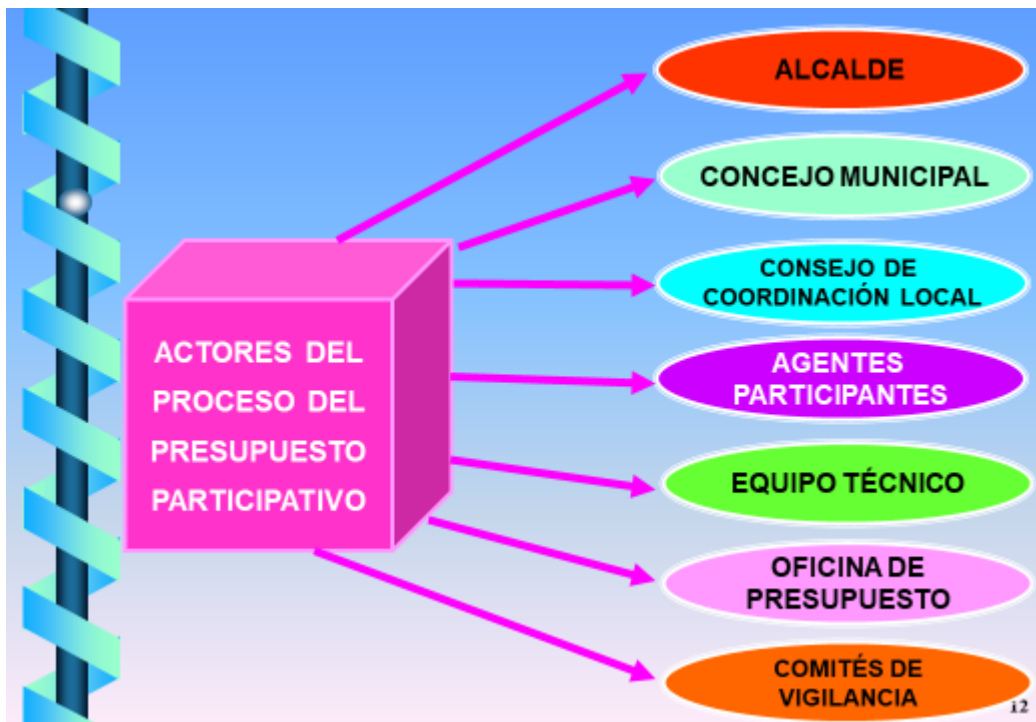 ACTORES DEL
PROCESO DEL
PRESUPUESTO
PARTICIPATIVO
ALCALDE
CONCEJO MUNICIPAL
CONSEJO DE
COORDINACIÓN LOCAL
AGENTES
PARTICIPANTES
EQUIPO TÉCNICO
OFICINA DE
PRESUPUESTO
COMITÉS DE
VIGILANCIA
12